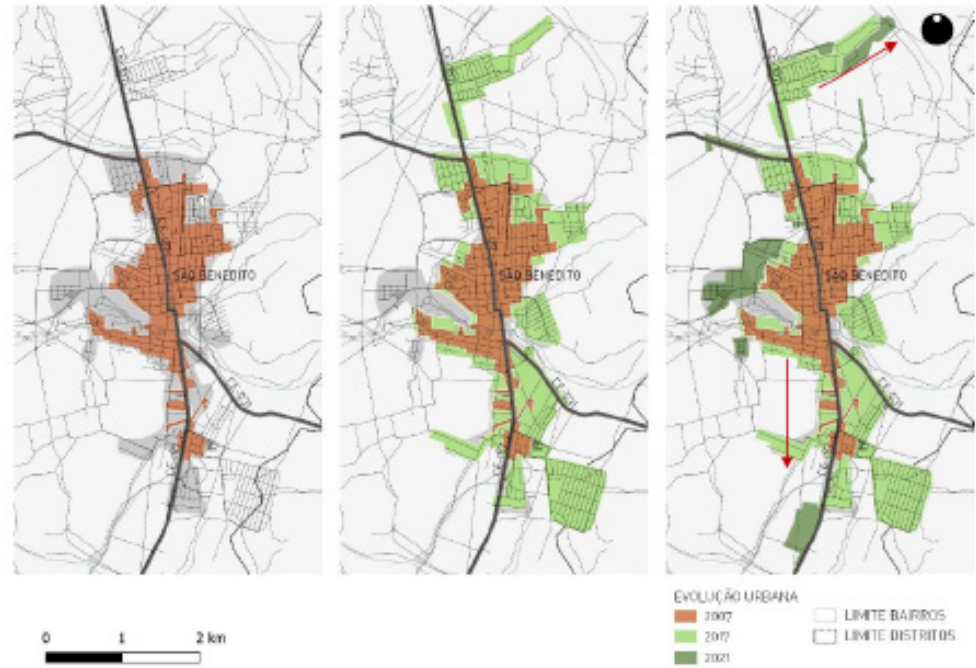 SÃO BENEDITO
SÃO BENEDITO
SÃO BENEDITO
0 1 2 km
EVOLUÇÃO URBANA
2007
2017
2021
LIMITE BAIRROS
LIMITE DISTRITOS